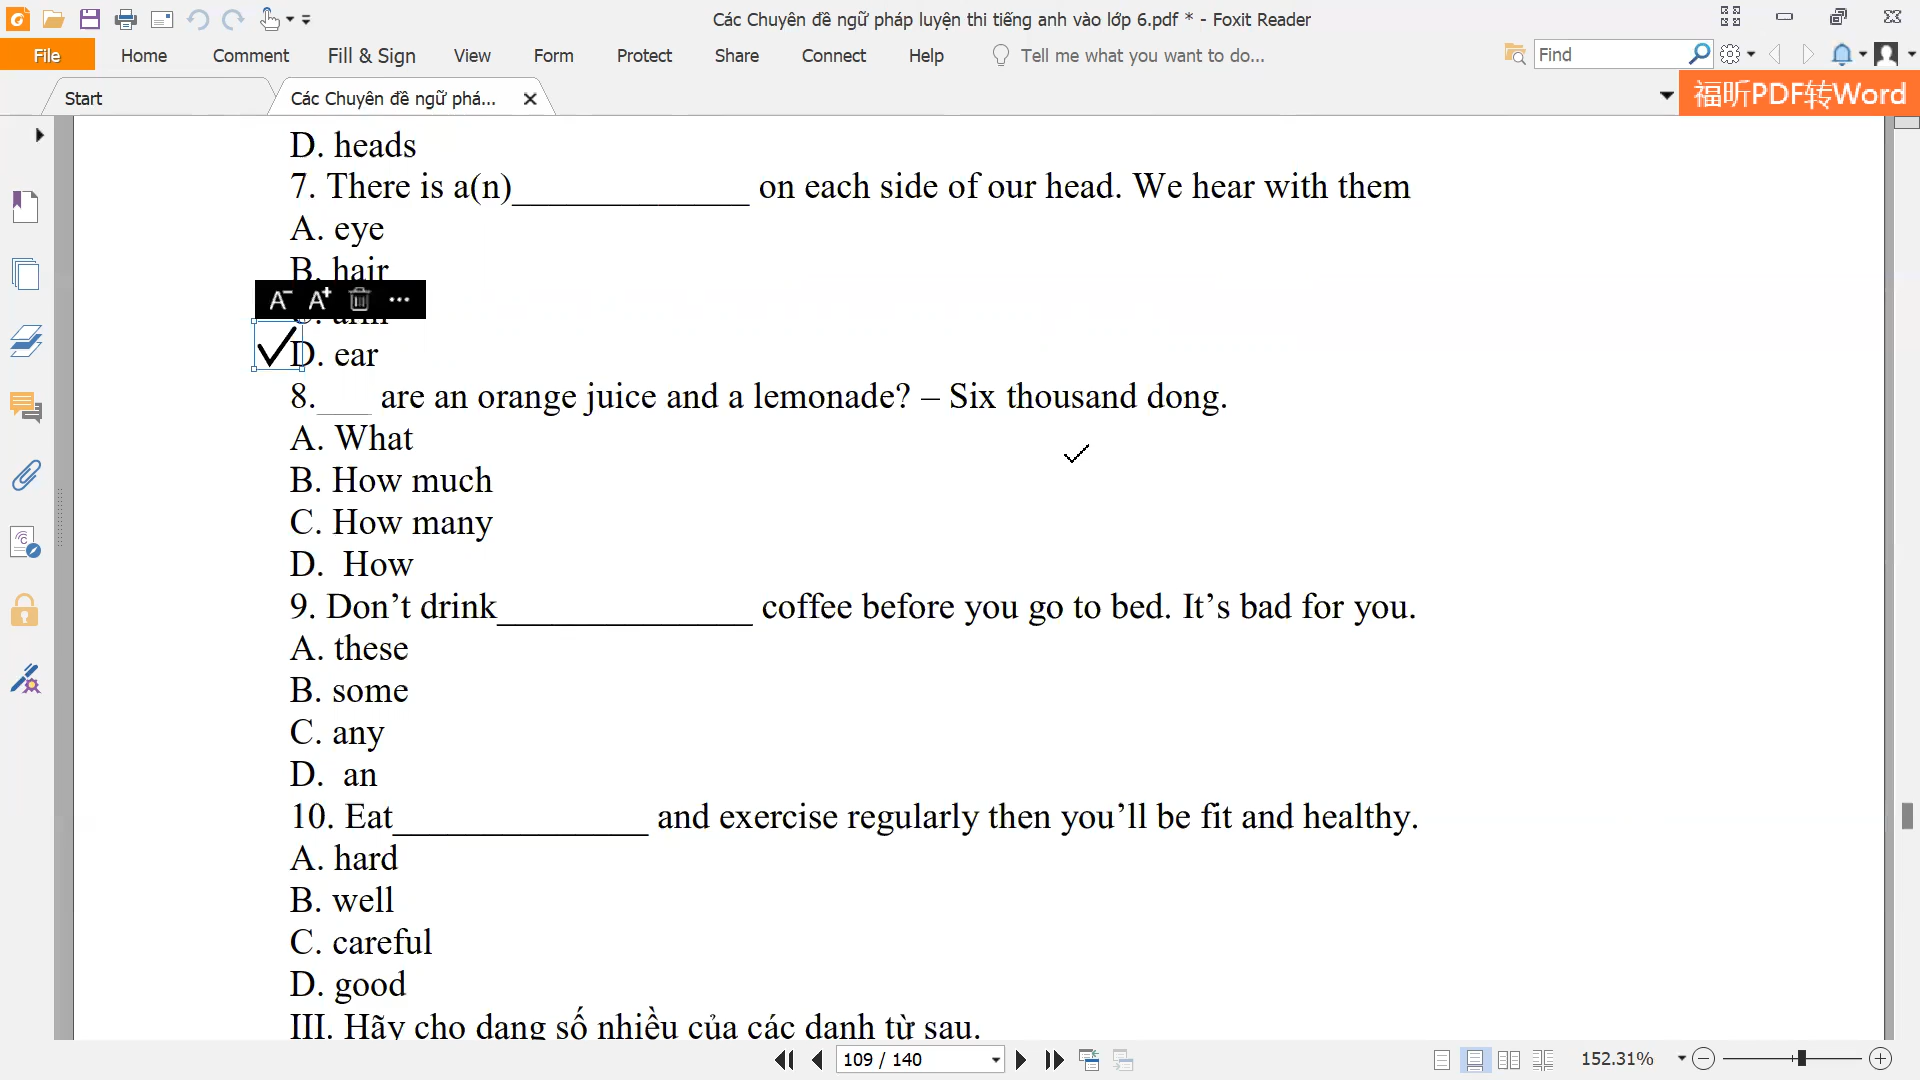 Các Chuyên đề ngữ pháp luyện thi tiếng anh vào lớp 6.pdf * - Foxit Reader
File Home Comment Fill & Sign View Form Protect Share Connect Help Tell me what you want to do... Find
Start Các Chuyên đề ngữ phá... 福昕PDF转Word
D. heads
7. There is a(n)_____________ on each side of our head. We hear with them
A. eye
B. hair
A- A+ ...
C. arm
D. ear
8.___ are an orange juice and a lemonade? – Six thousand dong.
A. What
B. How much
C. How many
D. How
9. Don’t drink______________ coffee before you go to bed. It’s bad for you.
A. these
B. some
C. any
D. an
10. Eat______________ and exercise regularly then you’ll be fit and healthy.
A. hard
B. well
C. careful
D. good
III. Hãy cho dạng số nhiều của các danh từ sau.
109 / 140 152.31%